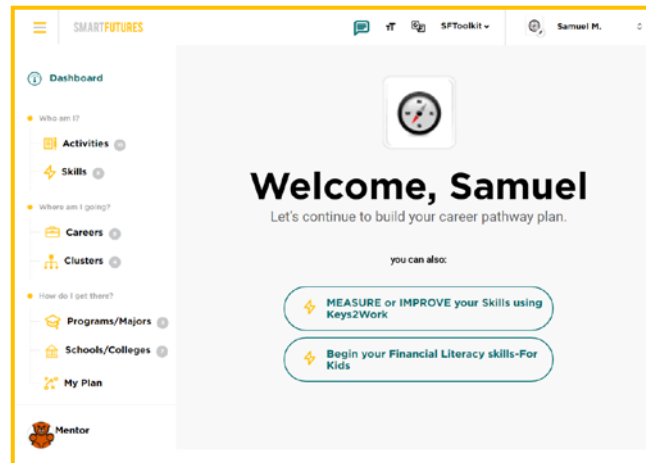 SMARTFUTURES
SFToolkit
Samuel M.
Dashboard
Who am I?
Activities
Skills
Where am I going?
Careers
Clusters
How do I get there?
Programs/Majors
Schools/Colleges
My Plan
Mentor
Welcome, Samuel
Let's continue to build your career pathway plan.
you can also:
MEASURE or IMPROVE your Skills using
Keys2Work
Begin your Financial Literacy skills-For
Kids